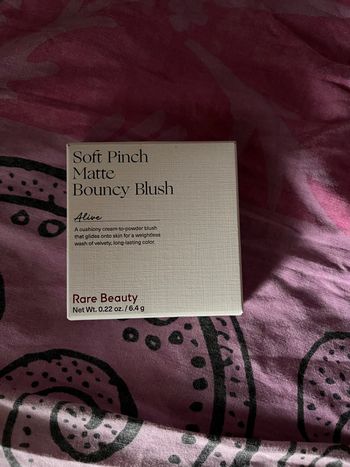 Soft Pinch
Matte
Bouncy Blush
Alive
A cushiony cream-to-powder blush
that glides onto skin for a weightless
wash of velvety, long-lasting color.
Rare Beauty
Net Wt. 0.22 oz. / 6.4 g